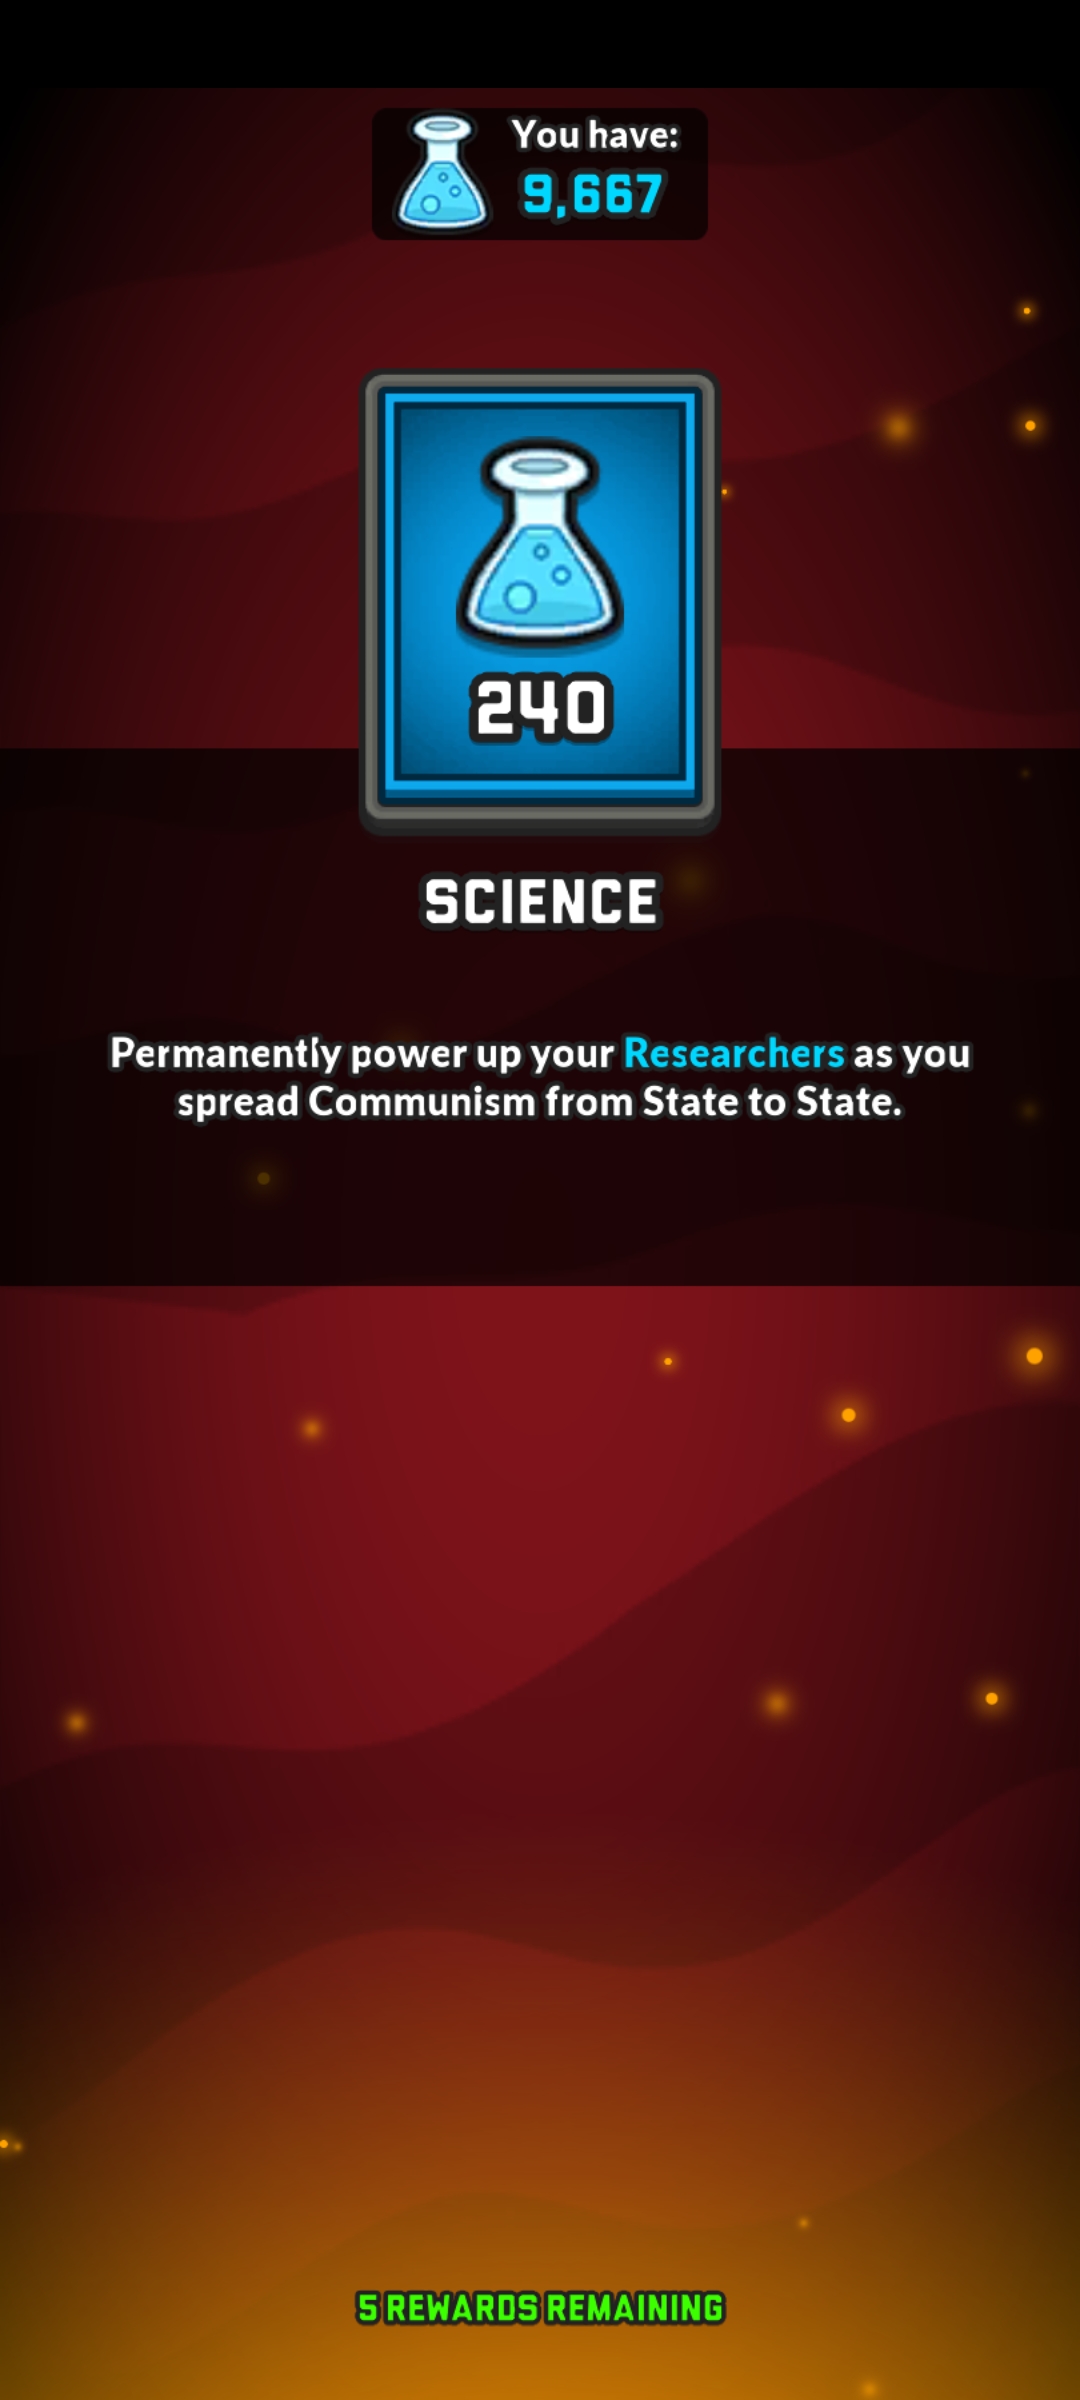 You have:
9,667
240
SCIENCE
Permanently power up your Researchers as you
spread Communism from State to State.
5 REWARDS REMAINING